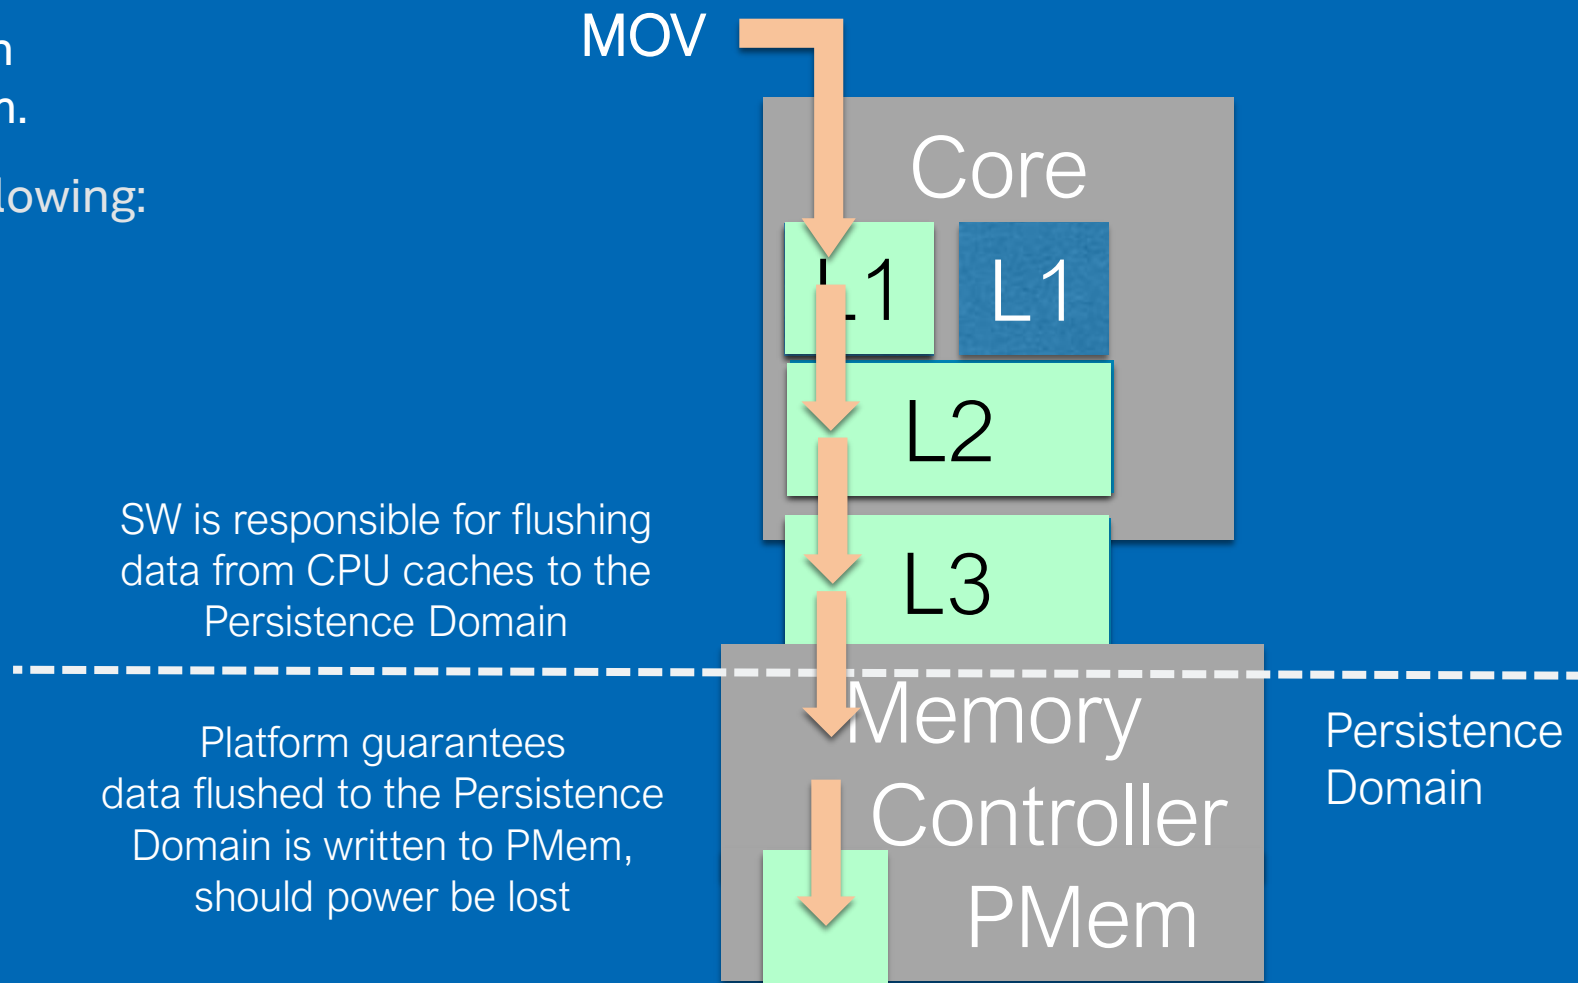 MOV
lowing:
Core
L1 L1
L2
L3
SW is responsible for flushing
data from CPU caches to the
Persistence Domain
Platform guarantees
data flushed to the Persistence
Domain is written to PMem,
should power be lost
Memory
Controller
PMem
Persistence
Domain